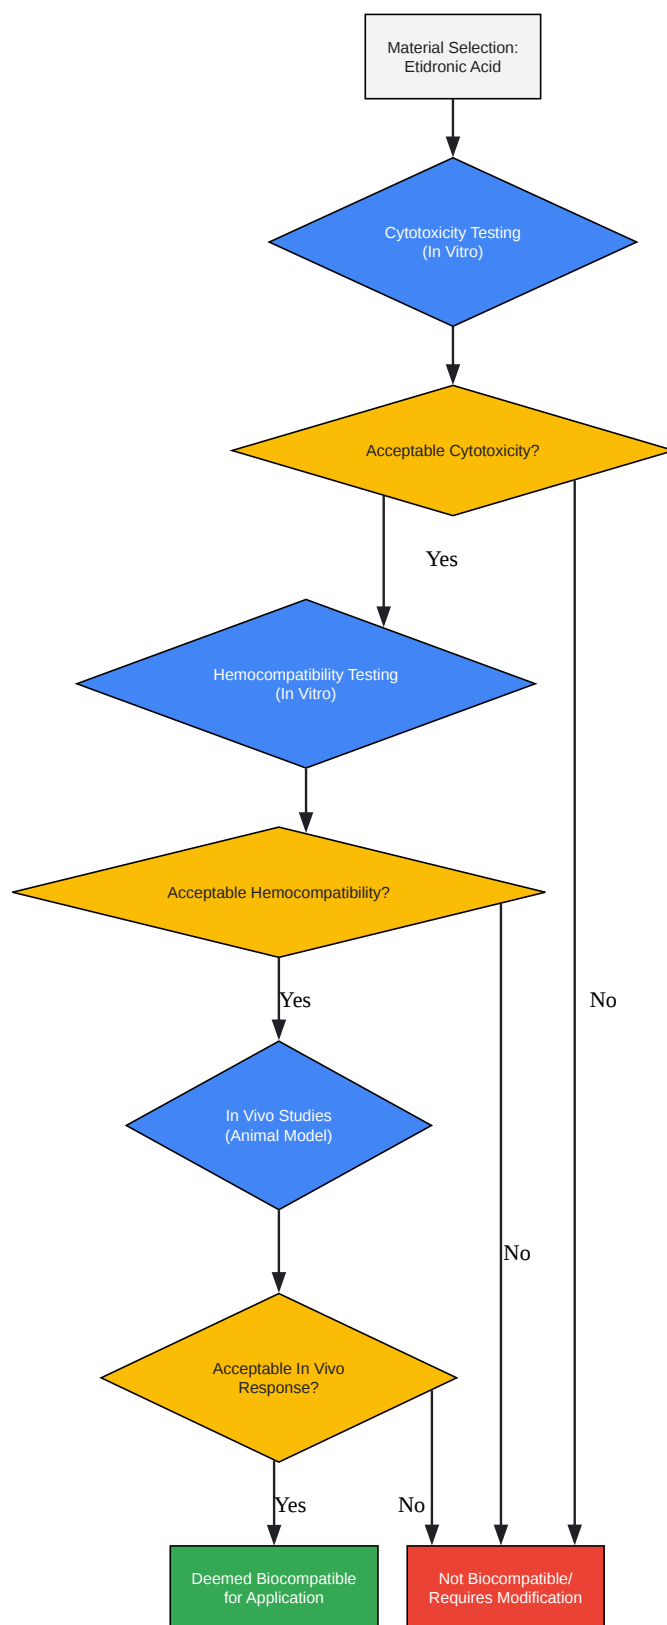 Material Selection:
Etidronic Acid
Cytotoxicity Testing
(In Vitro)
Acceptable Cytotoxicity?
Yes
Hemocompatibility Testing
(In Vitro)
Acceptable Hemocompatibility?
Yes
No
In Vivo Studies
(Animal Model)
No
Acceptable In Vivo
Response?
Yes
No
Deemed Biocompatible
for Application
Not Biocompatible/
Requires Modification